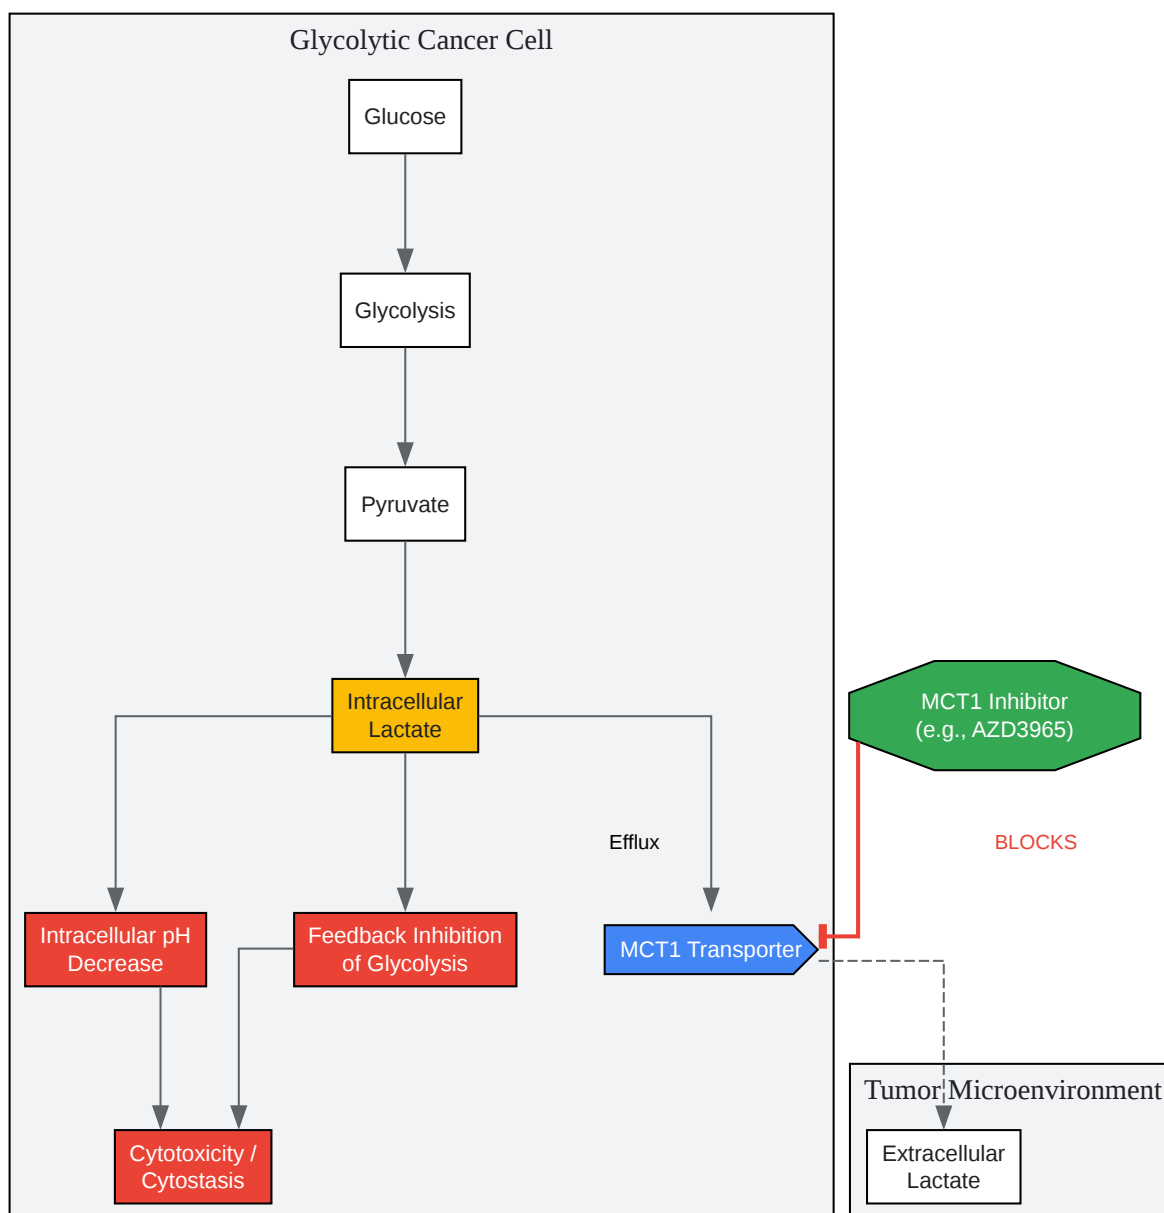 Glycolytic Cancer Cell
Glucose
Glycolysis
Pyruvate
Intracellular
Lactate
MCT1 Inhibitor
(e.g., AZD3965)
Efflux
BLOCKS
Intracellular pH
Decrease
Feedback Inhibition
of Glycolysis
MCT1 Transporter
Tumor Microenvironment
Cytotoxicity /
Cytostasis
Extracellular
Lactate